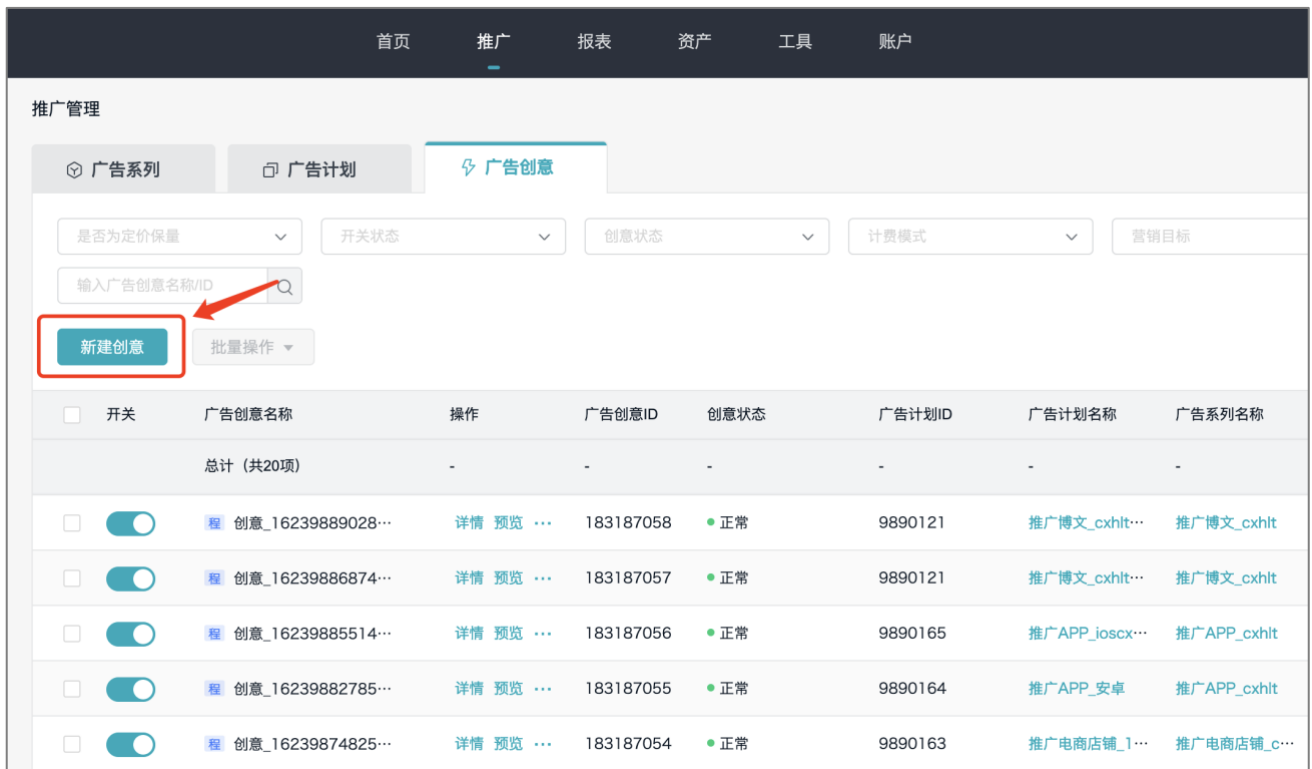 首页 推广 报表 资产 工具 账户
推广管理
广告系列 广告计划 广告创意
是否为定价保量 开关状态 创意状态 计费模式 营销目标
输入广告创意名称/ID
新建创意 批量操作
开关 广告创意名称 操作 广告创意ID 创意状态 广告计划ID 广告计划名称 广告系列名称
总计（共20项） - - - - - -
程 创意_16239889028··· 详情 预览 ··· 183187058 正常 9890121 推广博文_cxhlt··· 推广博文_cxhlt
程 创意_16239886874··· 详情 预览 ··· 183187057 正常 9890121 推广博文_cxhlt··· 推广博文_cxhlt
程 创意_16239885514··· 详情 预览 ··· 183187056 正常 9890165 推广APP_ioscx··· 推广APP_cxhlt
程 创意_16239882785··· 详情 预览 ··· 183187055 正常 9890164 推广APP_安卓 推广APP_cxhlt
程 创意_16239874825··· 详情 预览 ··· 183187054 正常 9890163 推广电商店铺_1··· 推广电商店铺_c···